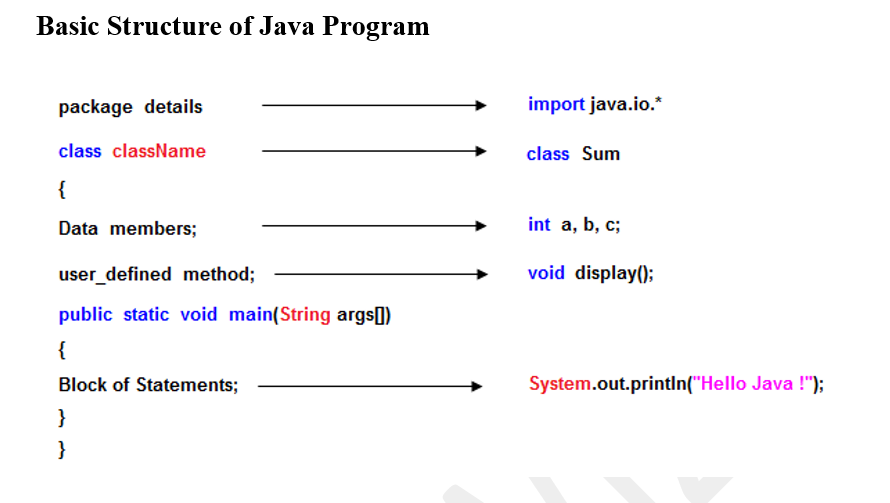 Basic Structure of Java Program
package details import java.io.*
class className class Sum
{
Data members; int a, b, c;
user_defined method; void display();
public static void main(String args[])
{
Block of Statements; System.out.println("Hello Java !");
}
}